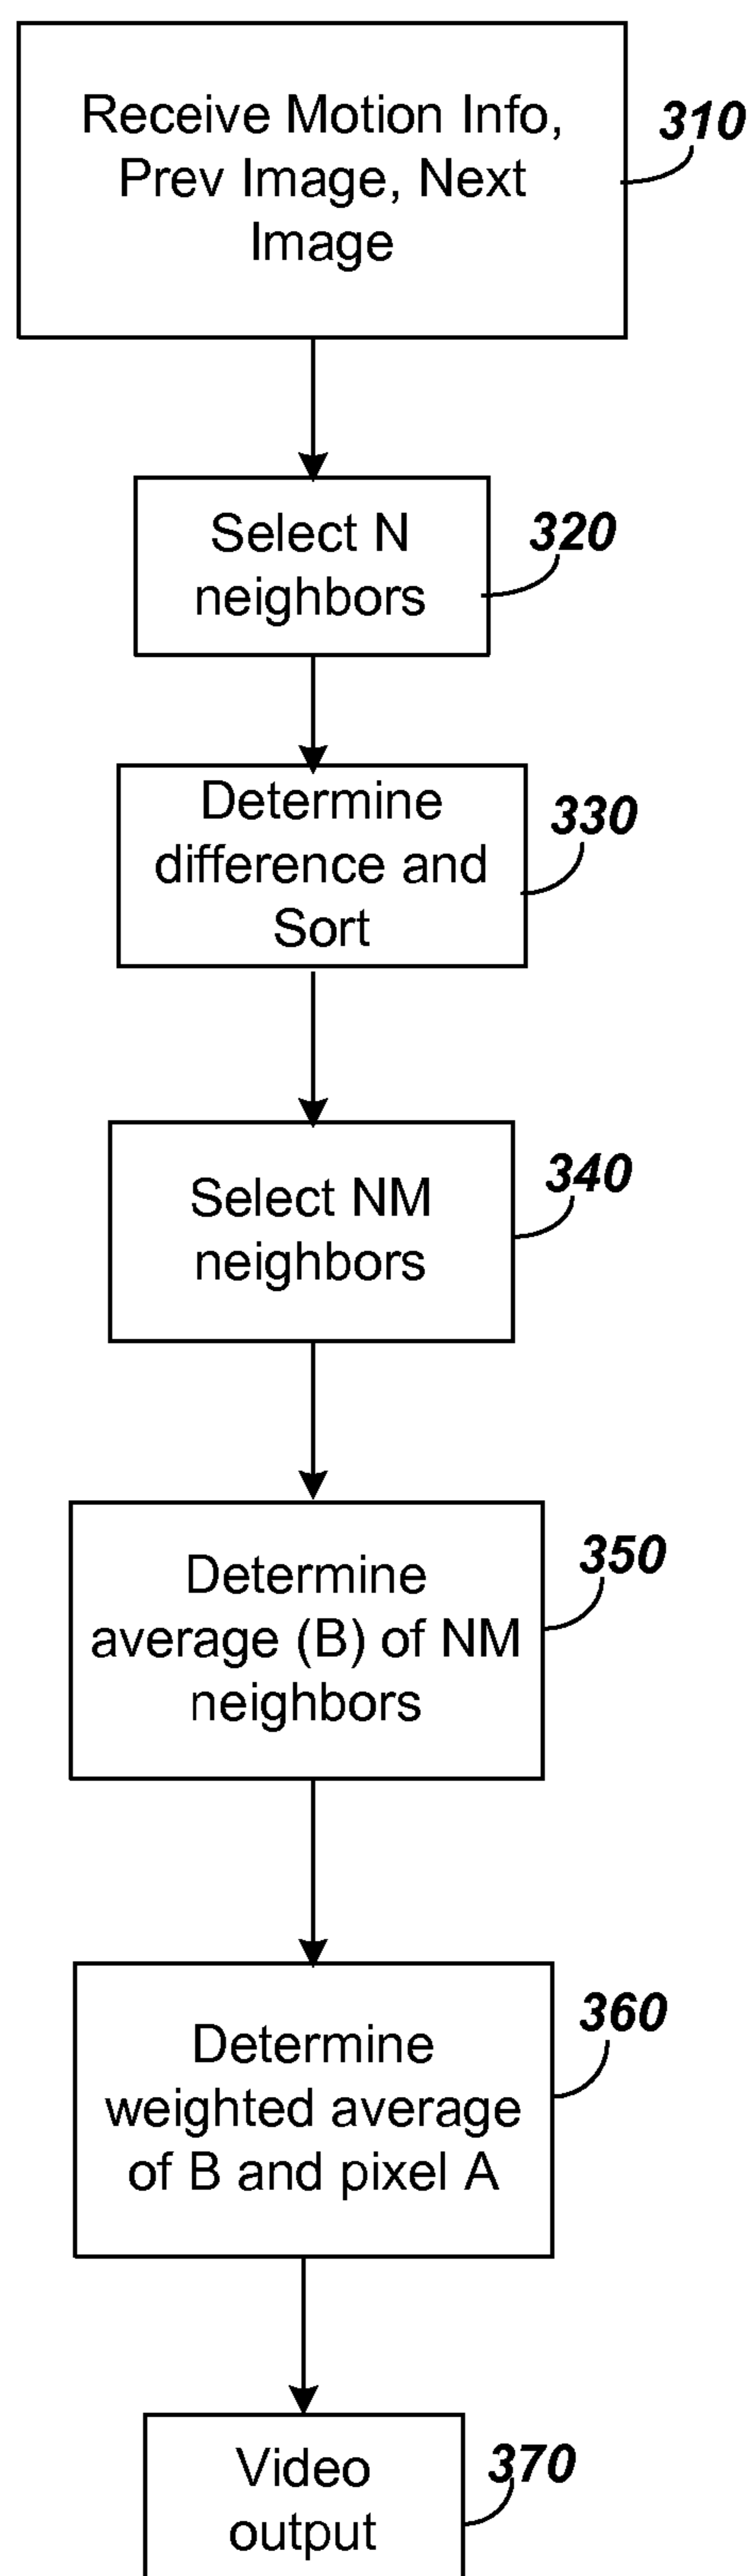 Receive Motion Info,
Prev Image, Next
Image
310
Select N
neighbors
320
Determine
difference and
Sort
330
Select NM
neighbors
340
Determine
average (B) of NM
neighbors
350
Determine
weighted average
of B and pixel A
360
Video
output
370